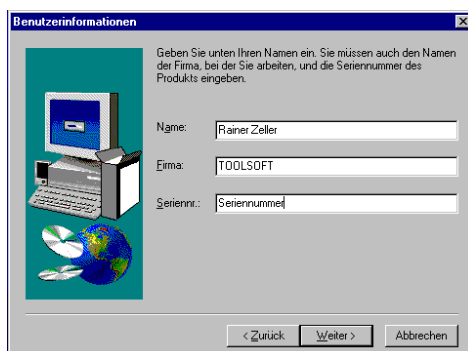 Benutzerinformationen
Geben Sie unten Ihren Namen ein. Sie müssen auch den Namen
der Firma, bei der Sie arbeiten, und die Seriennummer des
Produkts eingeben.
Name: Rainer Zeller
Firma: TOOLSOFT
Seriennr.: Seriennummer
< Zurück Weiter > Abbrechen